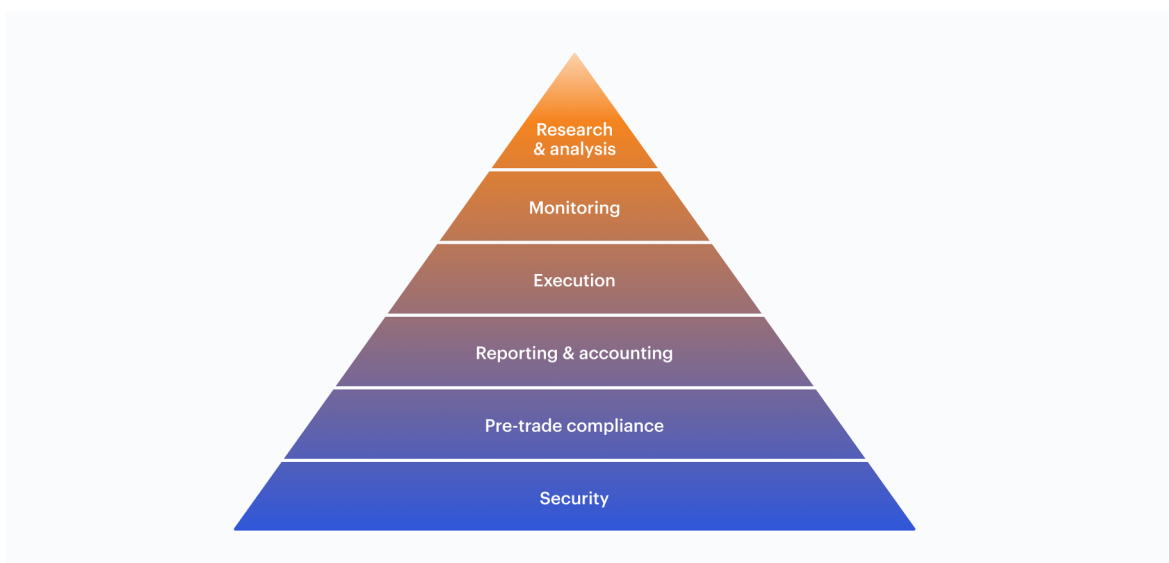 Research
& analysis
Monitoring
Execution
Reporting & accounting
Pre-trade compliance
Security